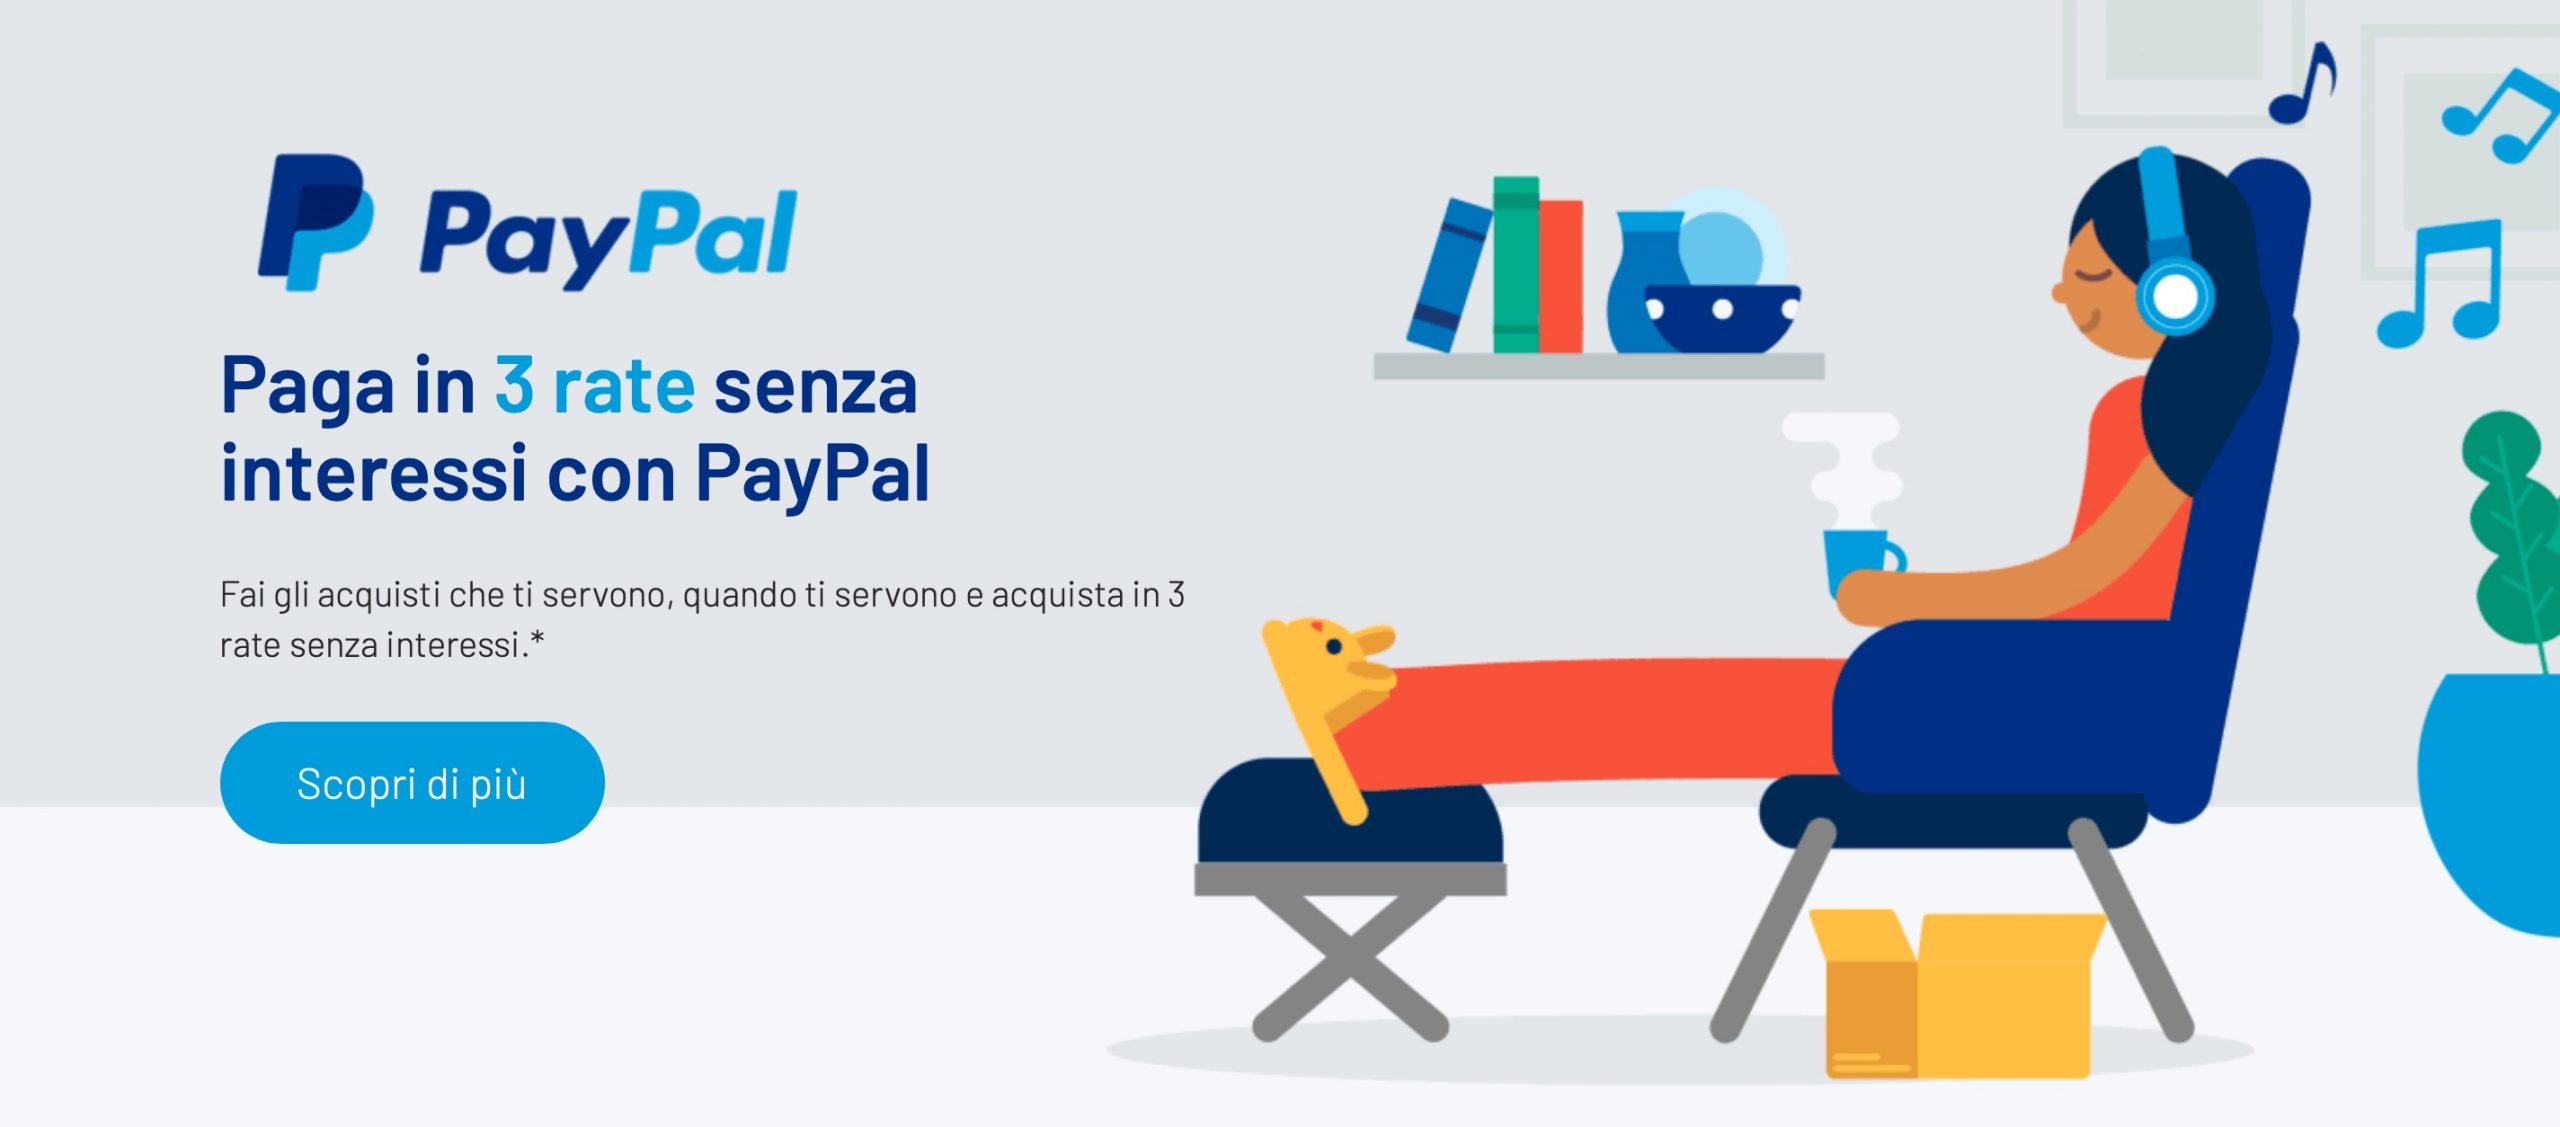 PayPal
Paga in 3 rate senza
interessi con PayPal
Fai gli acquisti che ti servono, quando ti servono e acquista in 3
rate senza interessi.*
Scopri di più